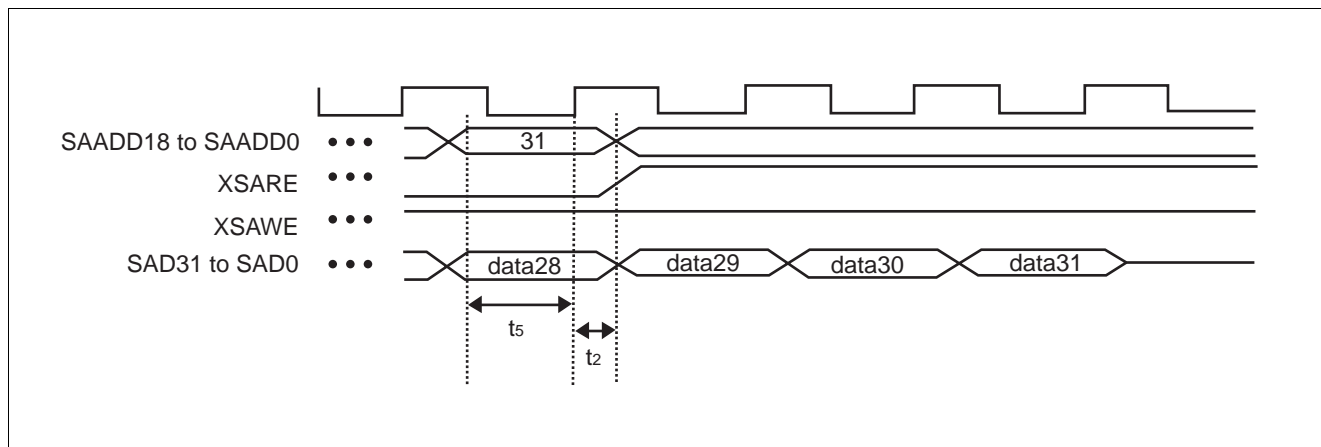 SAADD18 to SAADD0 ••• 31
XSARE •••
XSAWE •••
SAD31 to SAD0 ••• data28 data29 data30 data31
t5
t2